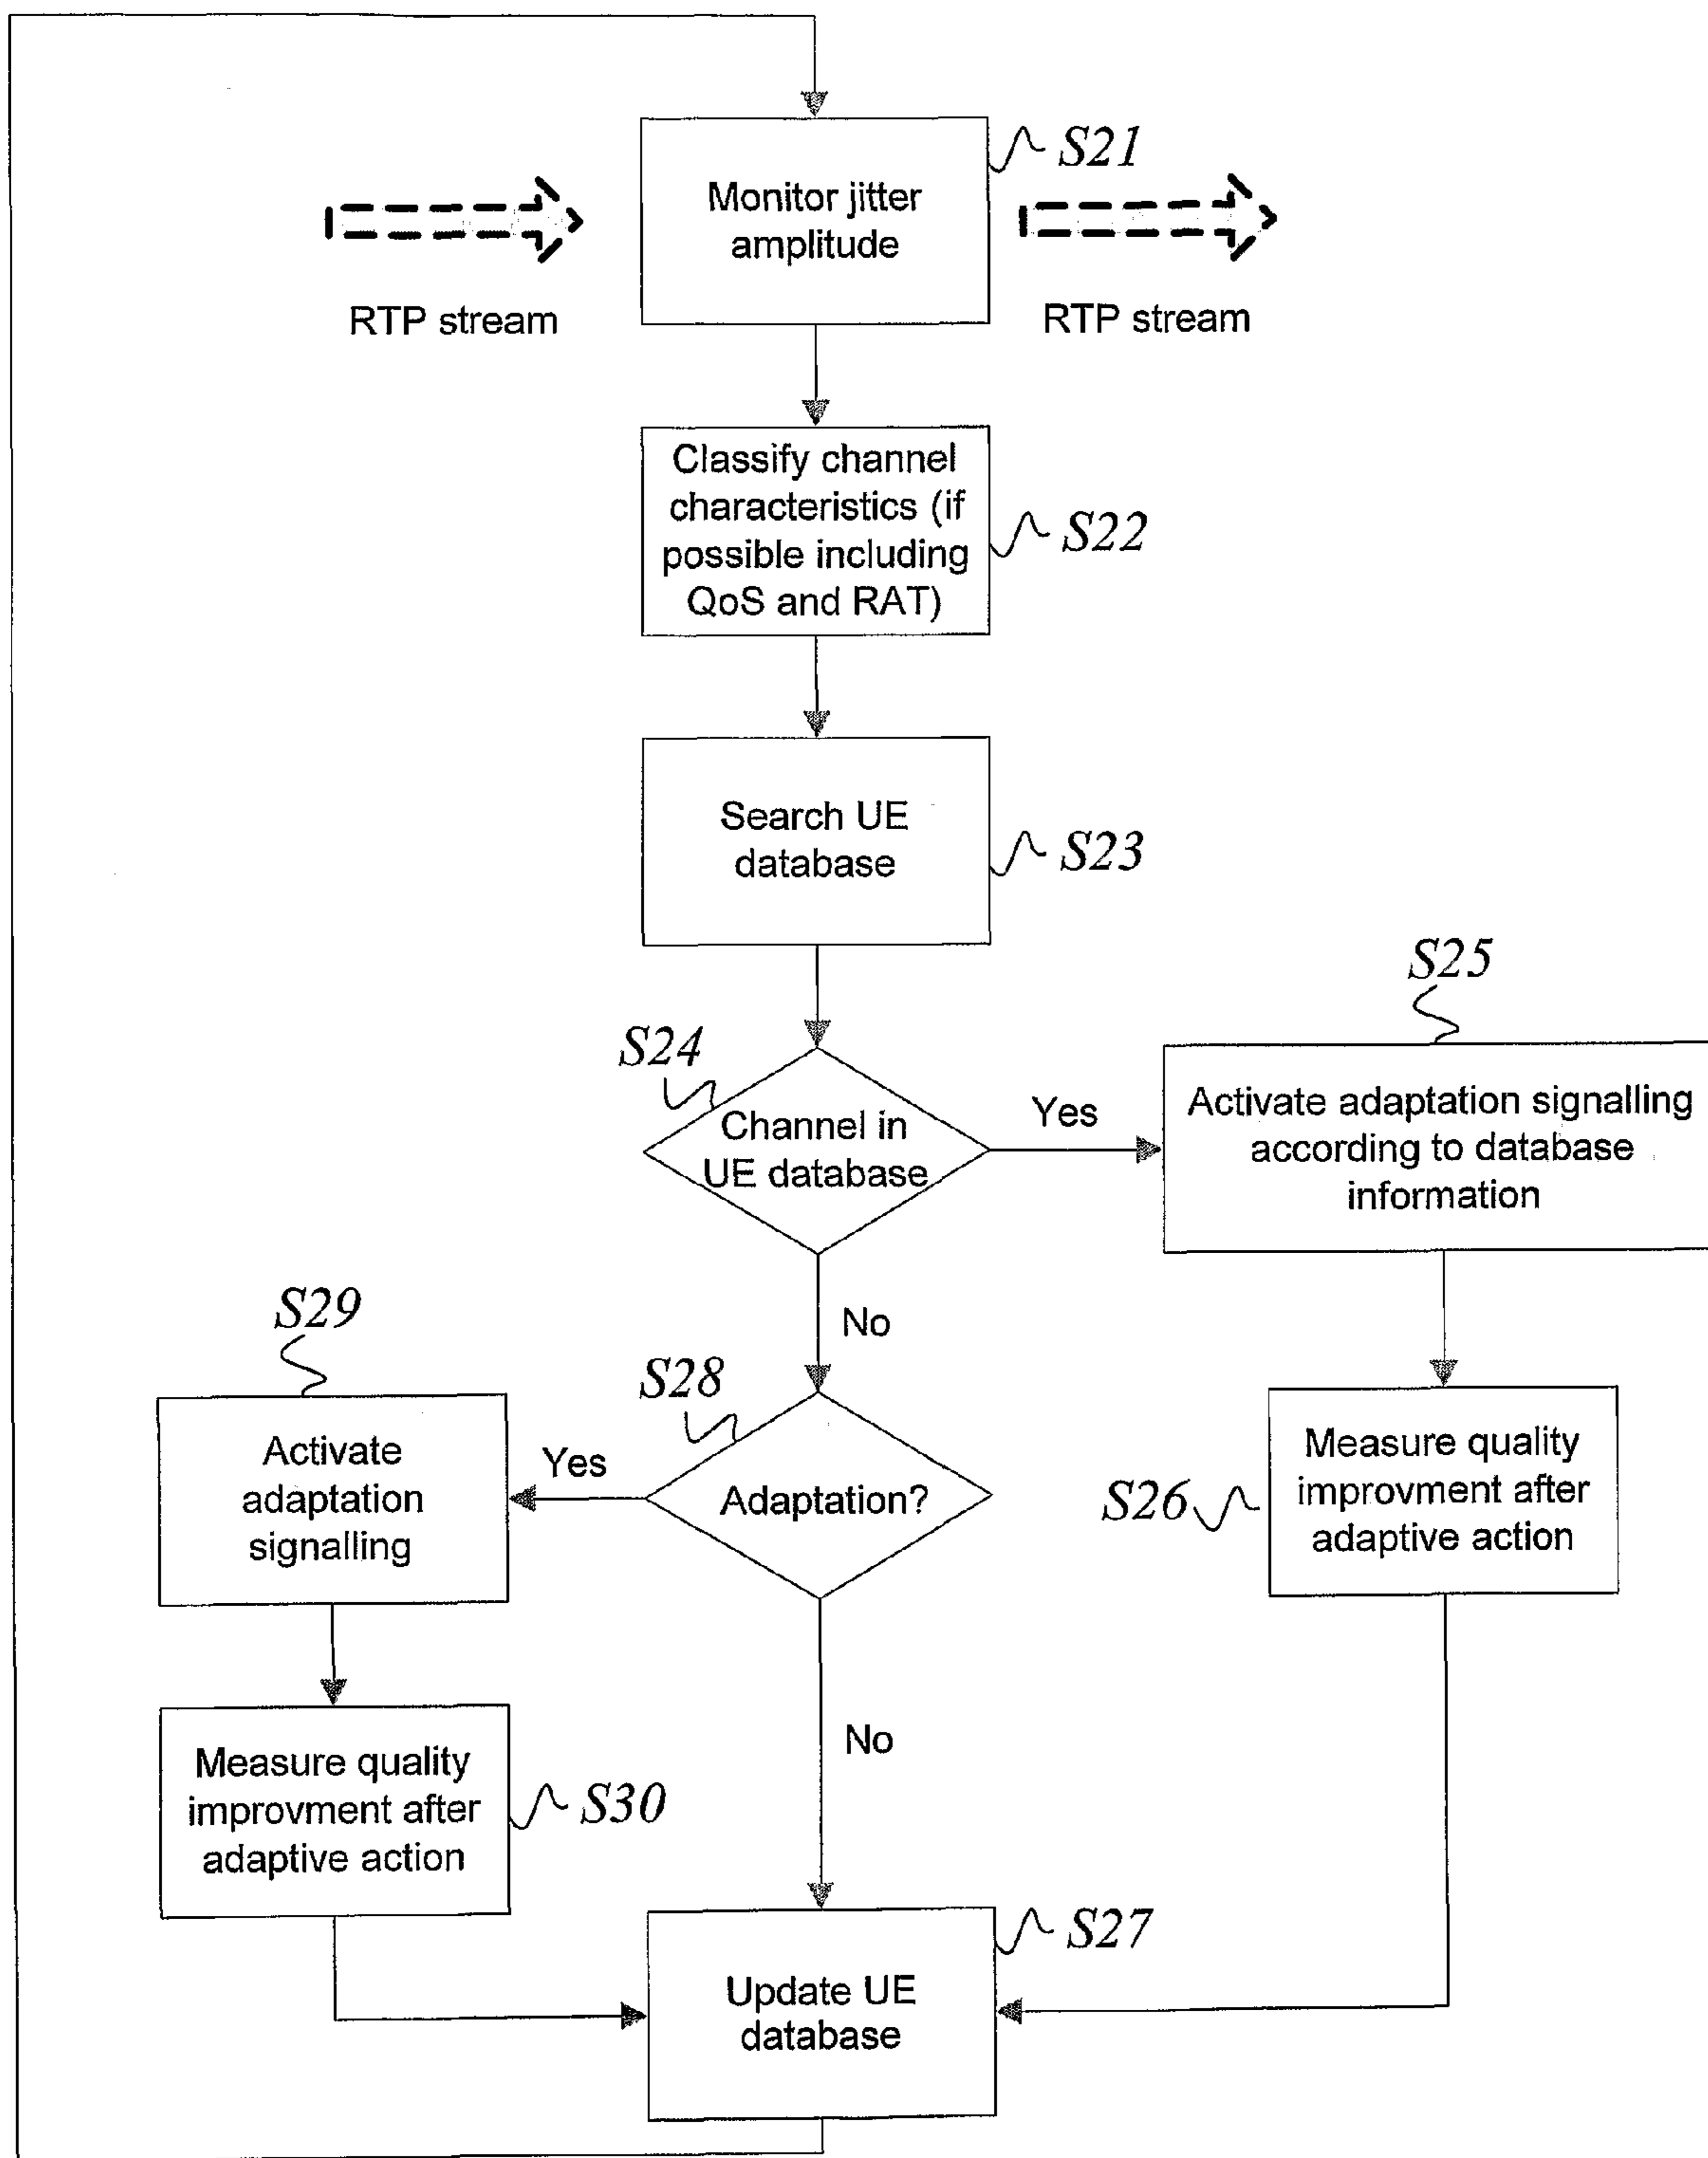 S21
Monitor jitter
amplitude
RTP stream
RTP stream
Classify channel
characteristics (if
possible including
QoS and RAT)
S22
Search UE
database
S23
S24
Channel in
UE database
Yes
S25
Activate adaptation signalling
according to database
information
No
S29
S28
Activate
adaptation
signalling
Yes
Adaptation?
S26
Measure quality
improvment after
adaptive action
No
Measure quality
improvment after
adaptive action
S30
S27
Update UE
database